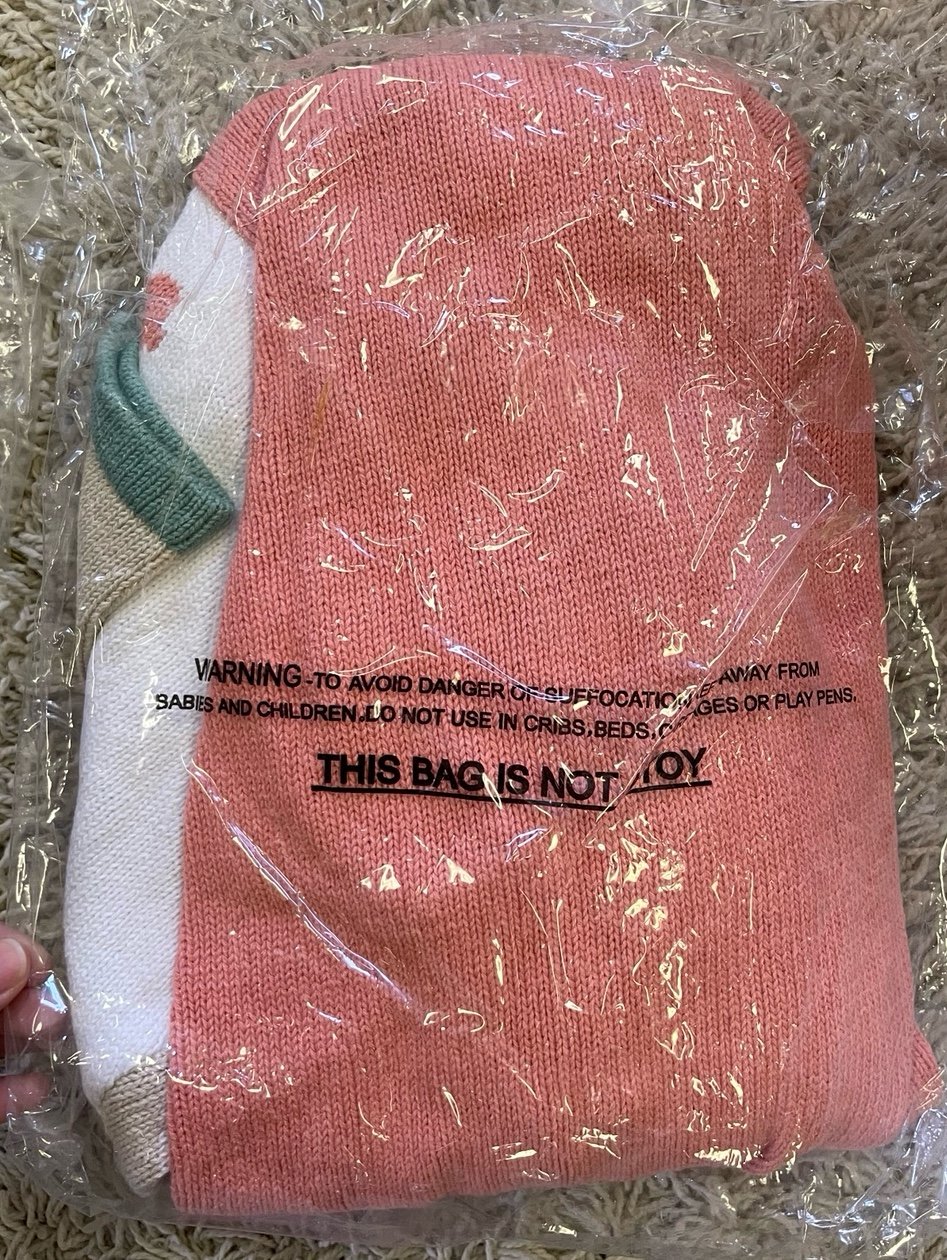 WARNING -TO AVOID DANGER OF SUFFOCATION AWAY FROM
BABIES AND CHILDREN.DO NOT USE IN CRIBS,BEDS, OR PLAY PENS.
THIS BAG IS NOT TOY